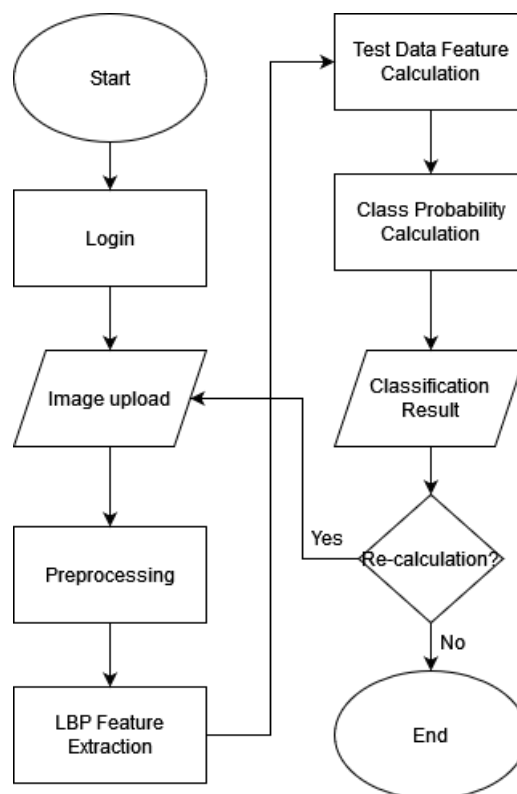 Start
Login
Image upload
Preprocessing
LBP Feature
Extraction
Test Data Feature
Calculation
Class Probability
Calculation
Classification
Result
Re-calculation?
Yes
No
End